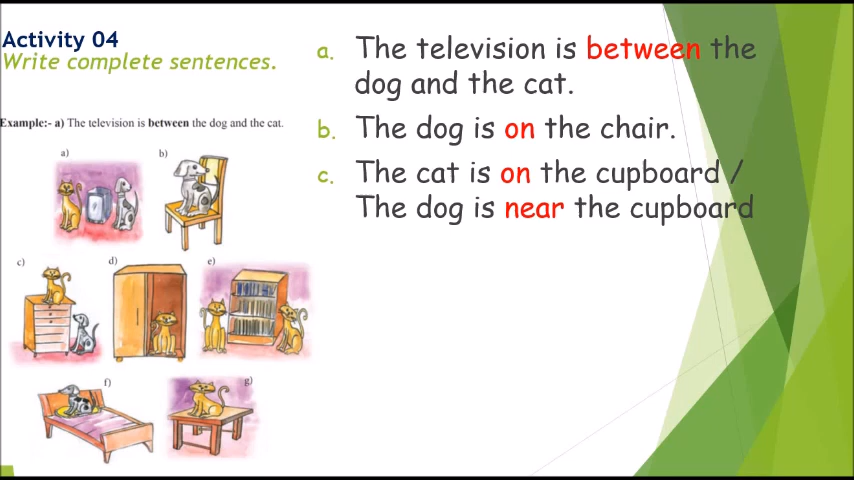 Activity 04
Write complete sentences.
Example:- a) The television is between the dog and the cat.
a)
b)
c)
d)
e)
f)
g)
a. The television is between the
dog and the cat.
b. The dog is on the chair.
c. The cat is on the cupboard /
The dog is near the cupboard